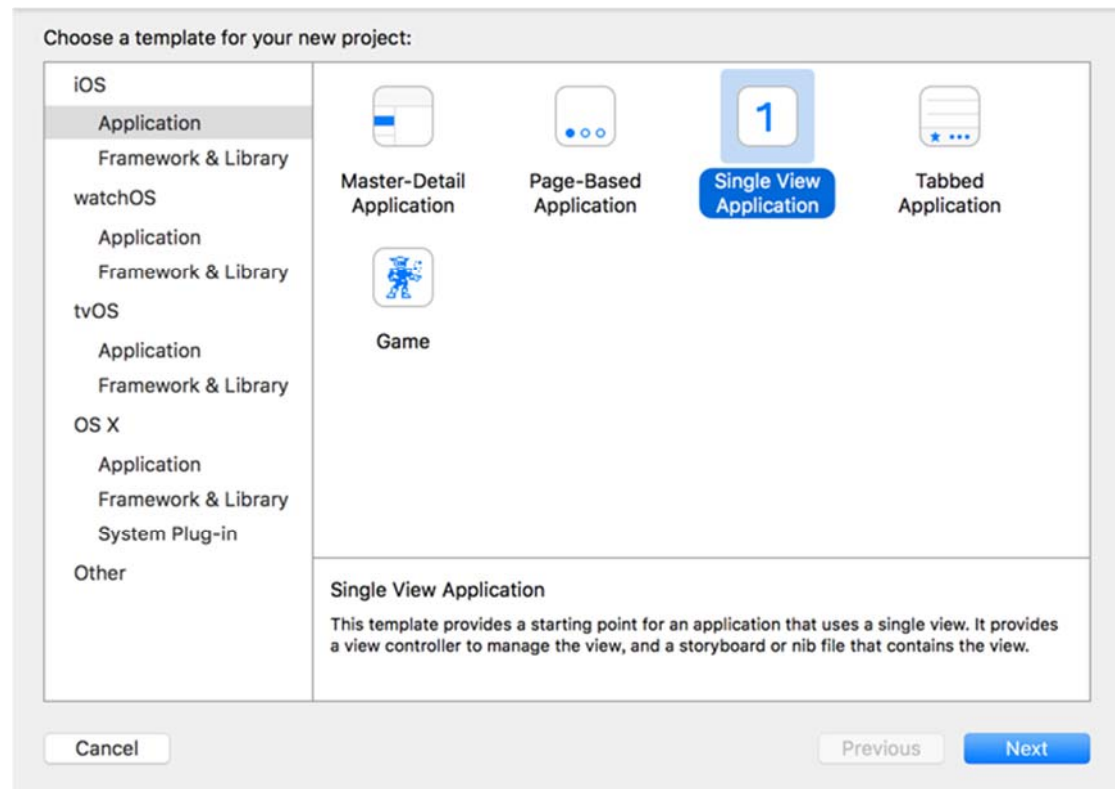 Choose a template for your new project:
iOS
Application
Framework & Library
watchOS
Application
Framework & Library
tvOS
Application
Framework & Library
OS X
Application
Framework & Library
System Plug-in
Other
1
Master-Detail
Application
Page-Based
Application
Single View
Application
Tabbed
Application
Game
Single View Application
This template provides a starting point for an application that uses a single view. It provides
a view controller to manage the view, and a storyboard or nib file that contains the view.
Cancel
Previous
Next